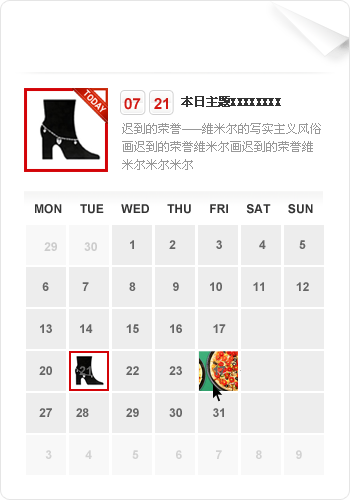 TODAY
07 21 本日主题xxxxxxxx
迟到的荣誉——维米尔的写实主义风俗
画迟到的荣誉维米尔画迟到的荣誉维
米尔米尔米尔
MON TUE WED THU FRI SAT SUN
29 30 1 2 3 4 5
6 7 8 9 10 11 12
13 14 15 16 17
20 21 22 23
27 28 29 30 31
3 4 5 6 7 8 9